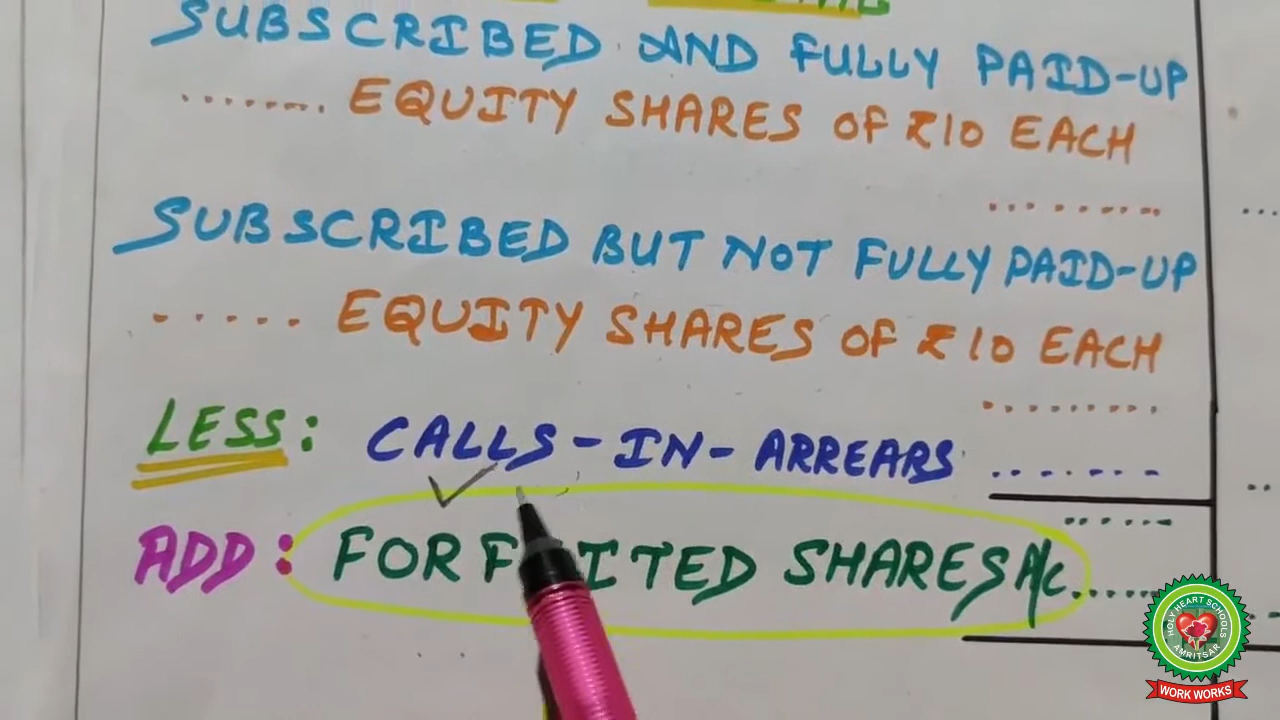 SUBSCRIBED AND FULLY PAID-UP
........ EQUITY SHARES OF ₹10 EACH
.........
SUBSCRIBED BUT NOT FULLY PAID-UP
..... EQUITY SHARES OF ₹10 EACH
........
LESS: CALLS-IN-ARREARS .......
......
ADD: SHARES A/C ......
HOLY HEART SCHOOLS
AMRITSAR
WORK WORKS